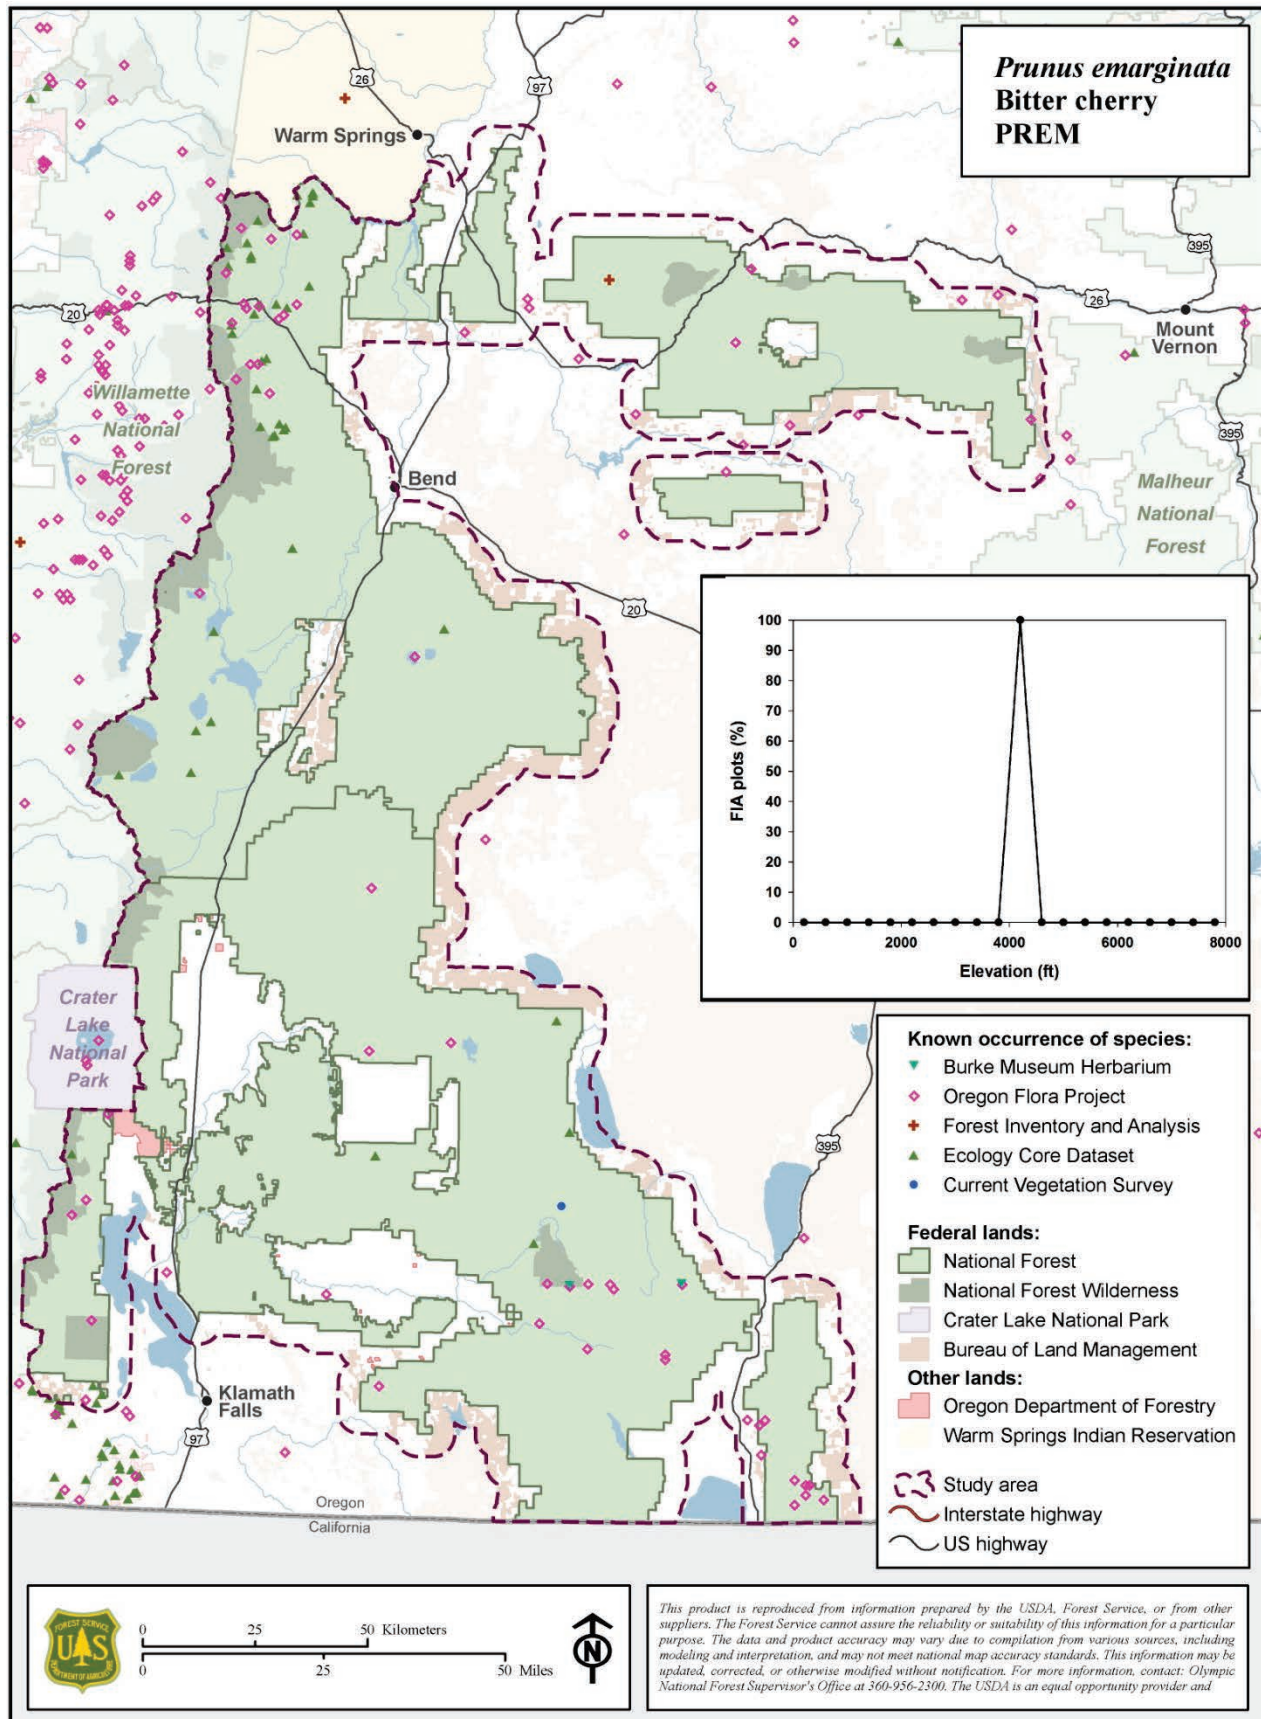 Prunus emarginata
Bitter cherry
PREM
26
97
Warm Springs
395
20
26
Mount
Vernon
Willamette
National
Forest
395
Bend
Malheur
National
Forest
20
100
90
80
70
60
50
40
30
20
10
0
FIA plots (%)
0 2000 4000 6000 8000
Elevation (ft)
Crater
Lake
National
Park
395
Klamath
Falls
97
Oregon
California
Known occurrence of species:
Burke Museum Herbarium
Oregon Flora Project
Forest Inventory and Analysis
Ecology Core Dataset
Current Vegetation Survey
Federal lands:
National Forest
National Forest Wilderness
Crater Lake National Park
Bureau of Land Management
Other lands:
Oregon Department of Forestry
Warm Springs Indian Reservation
Study area
Interstate highway
US highway
FOREST SERVICE
U S
DEPARTMENT OF AGRICULTURE
0 25 50 Kilometers
0 25 50 Miles
N
This product is reproduced from information prepared by the USDA, Forest Service, or from other
suppliers. The Forest Service cannot assure the reliability or suitability of this information for a particular
purpose. The data and product accuracy may vary due to compilation from various sources, including
modeling and interpretation, and may not meet national map accuracy standards. This information may be
updated, corrected, or otherwise modified without notification. For more information, contact: Olympic
National Forest Supervisor's Office at 360-956-2300. The USDA is an equal opportunity provider and